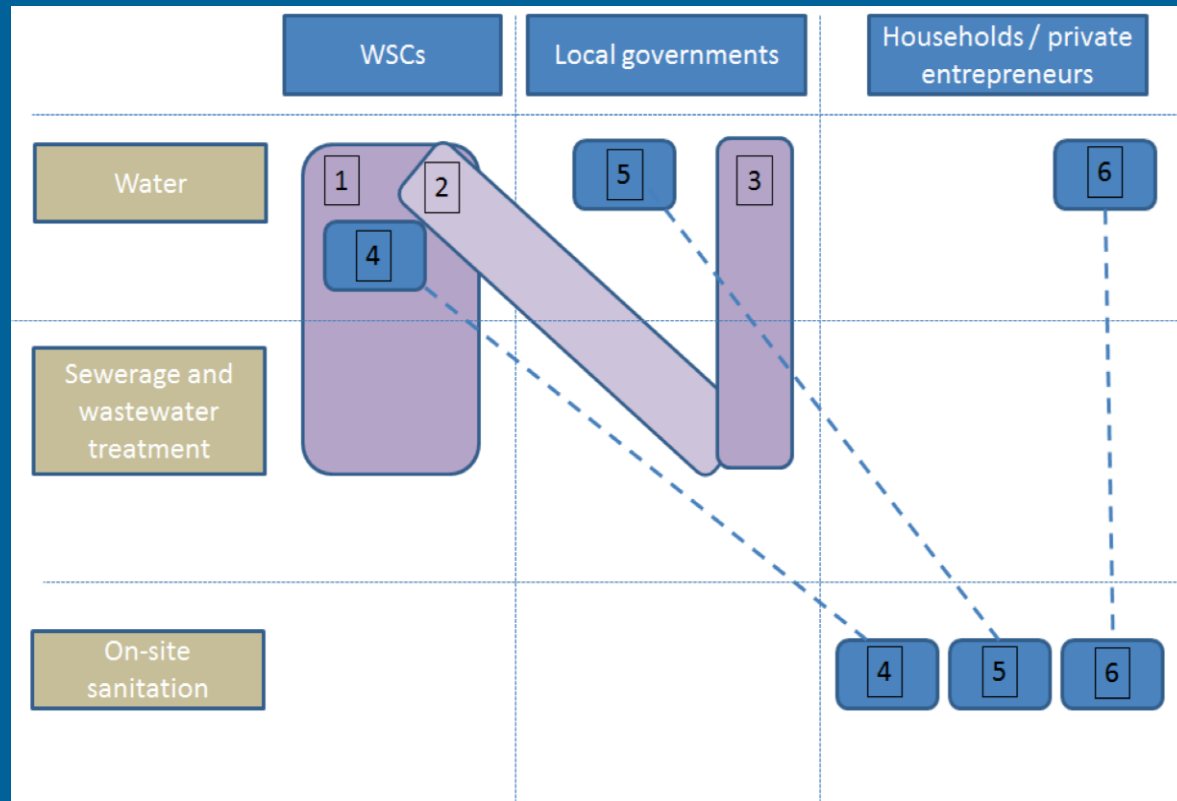 WSCs
Local governments
Households / private
entrepreneurs
Water
1
2
5
3
6
4
Sewerage and
wastewater
treatment
On-site
sanitation
4
5
6